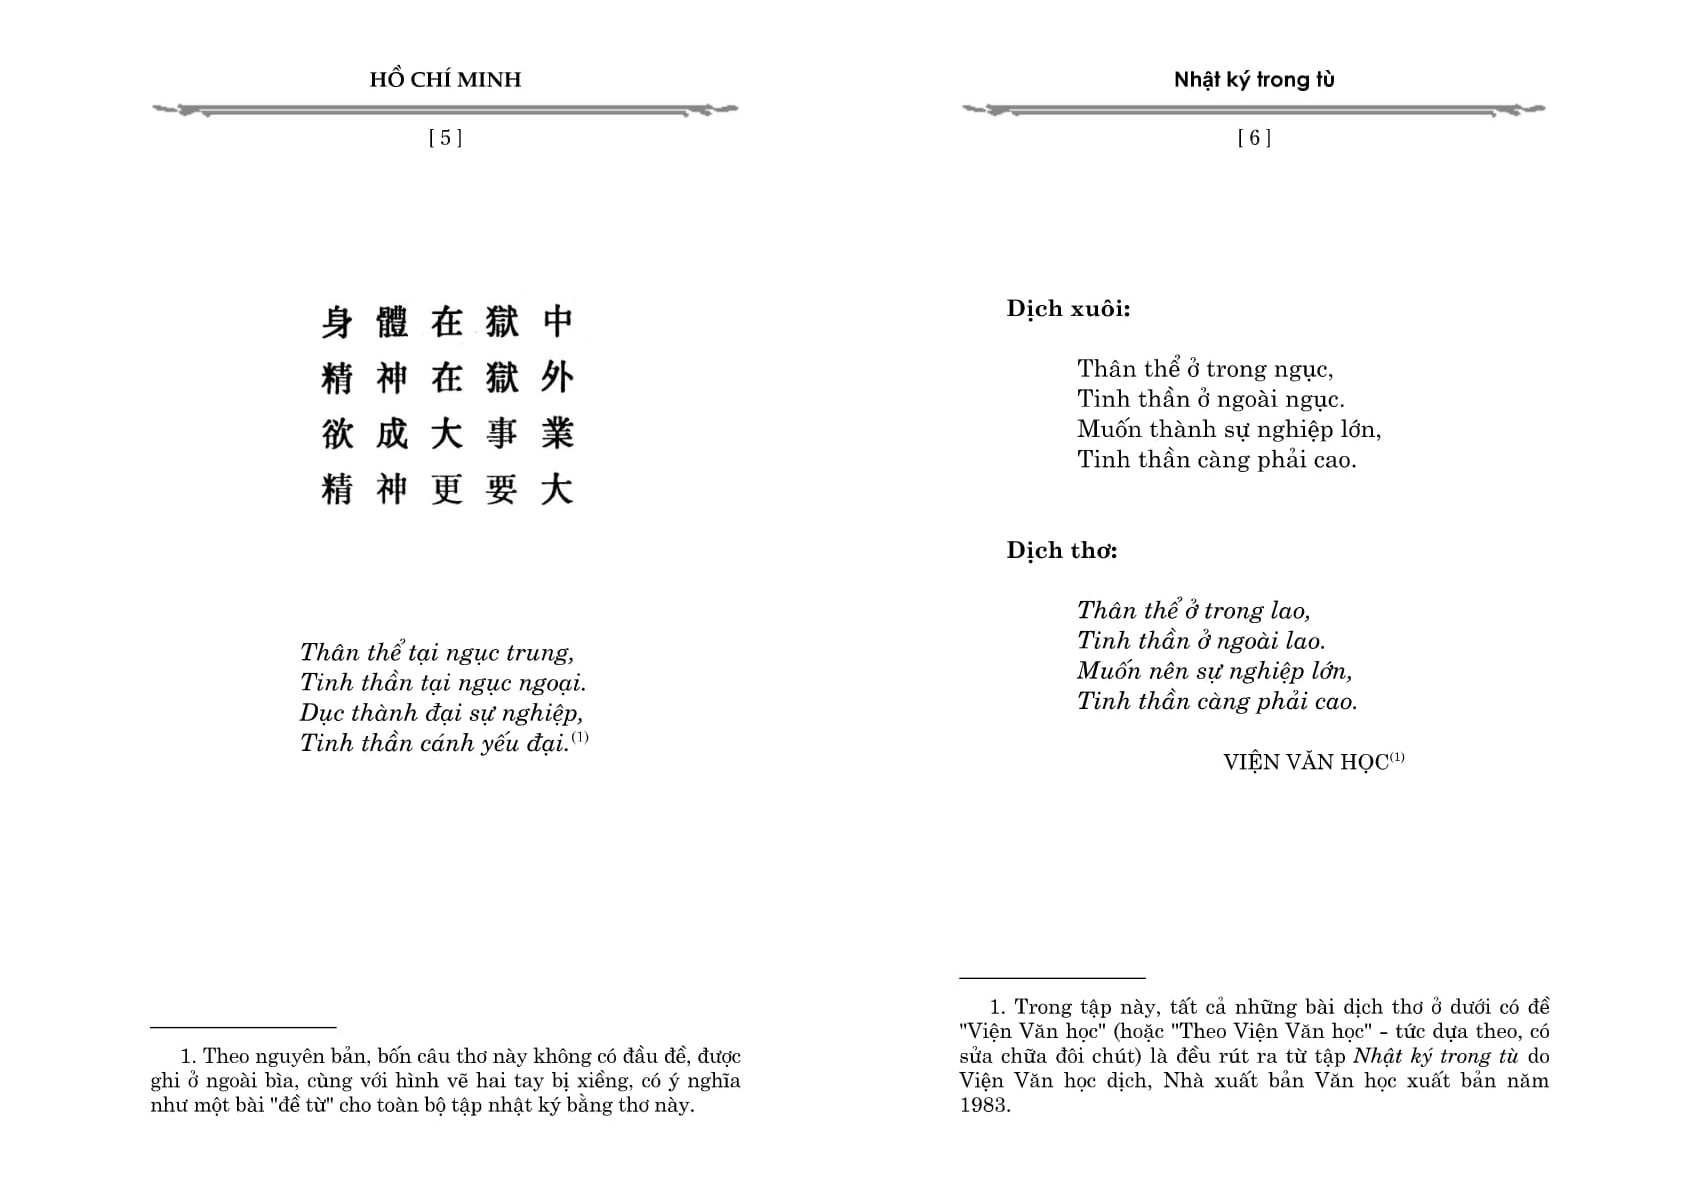 HỒ CHÍ MINH
[ 5 ]
身 體 在 獄 中
精 神 在 獄 外
欲 成 大 事 業
精 神 更 要 大
Thân thể tại ngục trung,
Tinh thần tại ngục ngoại.
Dục thành đại sự nghiệp,
Tinh thần cánh yếu đại.(1)
1. Theo nguyên bản, bốn câu thơ này không có đầu đề, được
ghi ở ngoài bìa, cùng với hình vẽ hai tay bị xiềng, có ý nghĩa
như một bài "đề từ" cho toàn bộ tập nhật ký bằng thơ này.
Nhật ký trong tù
[ 6 ]
Dịch xuôi:
Thân thể ở trong ngục,
Tinh thần ở ngoài ngục.
Muốn thành sự nghiệp lớn,
Tinh thần càng phải cao.
Dịch thơ:
Thân thể ở trong lao,
Tinh thần ở ngoài lao.
Muốn nên sự nghiệp lớn,
Tinh thần càng phải cao.
VIỆN VĂN HỌC(1)
1. Trong tập này, tất cả những bài dịch thơ ở dưới có đề
"Viện Văn học" (hoặc "Theo Viện Văn học" - tức dựa theo, có
sửa chữa đôi chút) là đều rút ra từ tập Nhật ký trong tù do
Viện Văn học dịch, Nhà xuất bản Văn học xuất bản năm
1983.